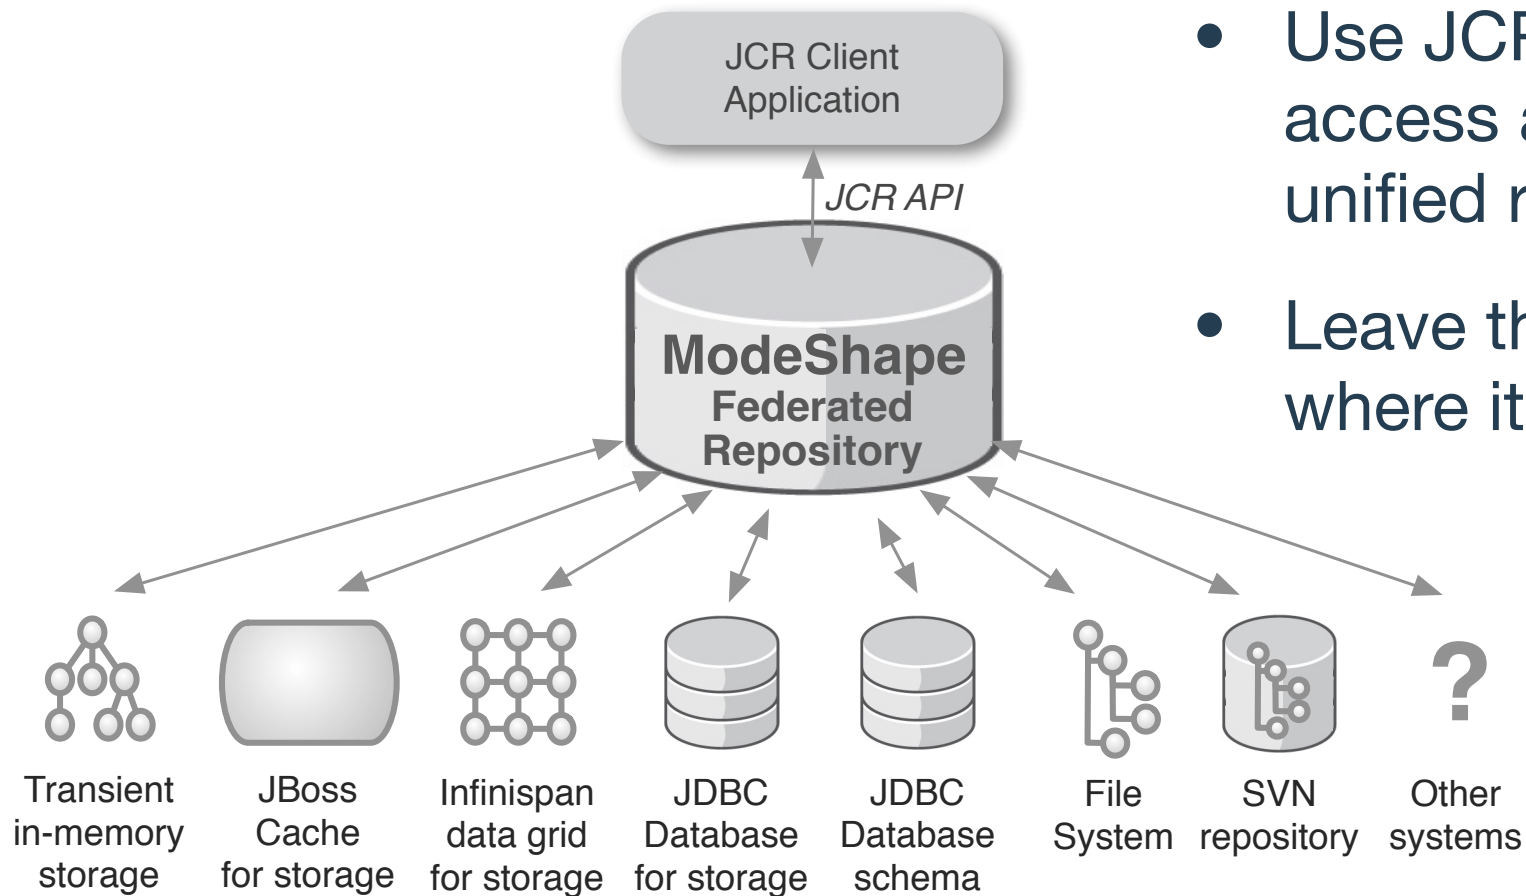 JCR Client
Application
JCR API
ModeShape
Federated
Repository
• Use JCR
access a
unified r
• Leave th
where it
Transient
in-memory
storage
JBoss
Cache
for storage
Infinispan
data grid
for storage
JDBC
Database
for storage
JDBC
Database
schema
File
System
SVN
repository
?
Other
systems